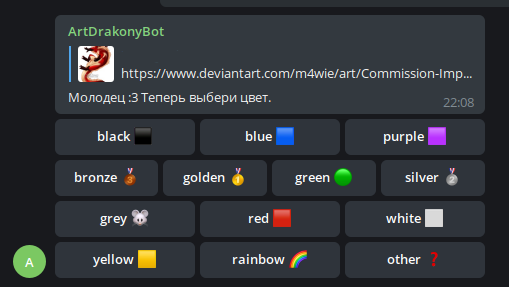 ArtDrakonyBot
https://www.deviantart.com/m4wie/art/Commission-Imp...
Молодец :3 Теперь выбери цвет.
22:08
black ⬛ blue 🟦 purple 🟪
bronze 🥉 golden 🥇 green 🟢 silver 🥈
grey 🐭 red 🟥 white ⬜
A yellow 🟨 rainbow 🌈 other ❓